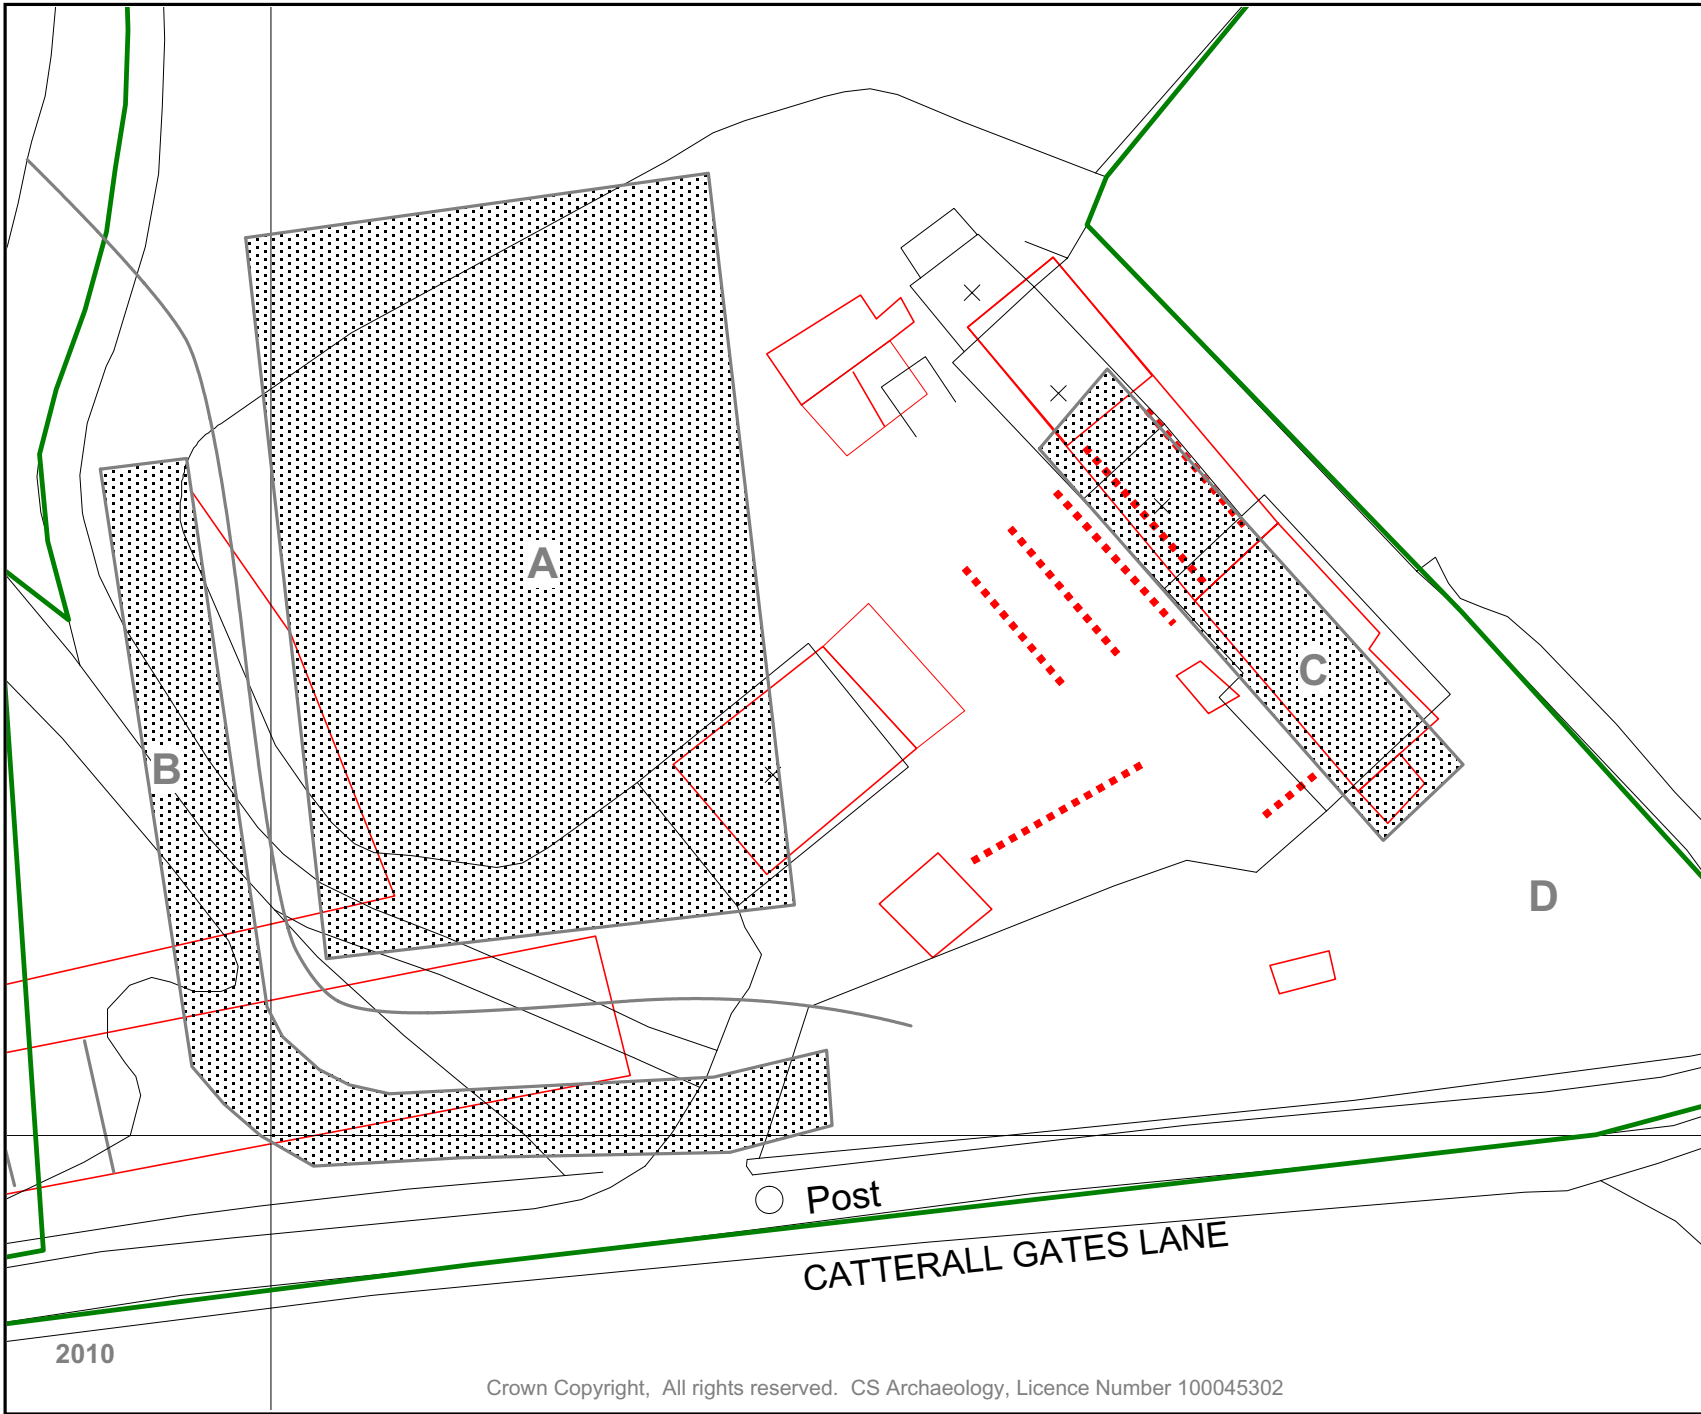 A
B
C
D
Post
CATTERALL GATES LANE
2010
Crown Copyright, All rights reserved. CS Archaeology, Licence Number 100045302